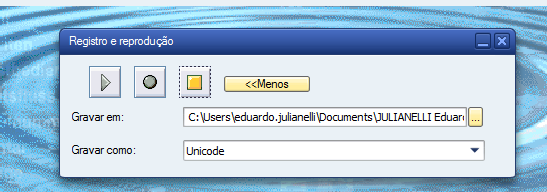 Registro e reprodução
<<Menos
Gravar em:
C:\Users\eduardo.julianelli\Documents\JULIANELLI Eduar
...
Gravar como:
Unicode